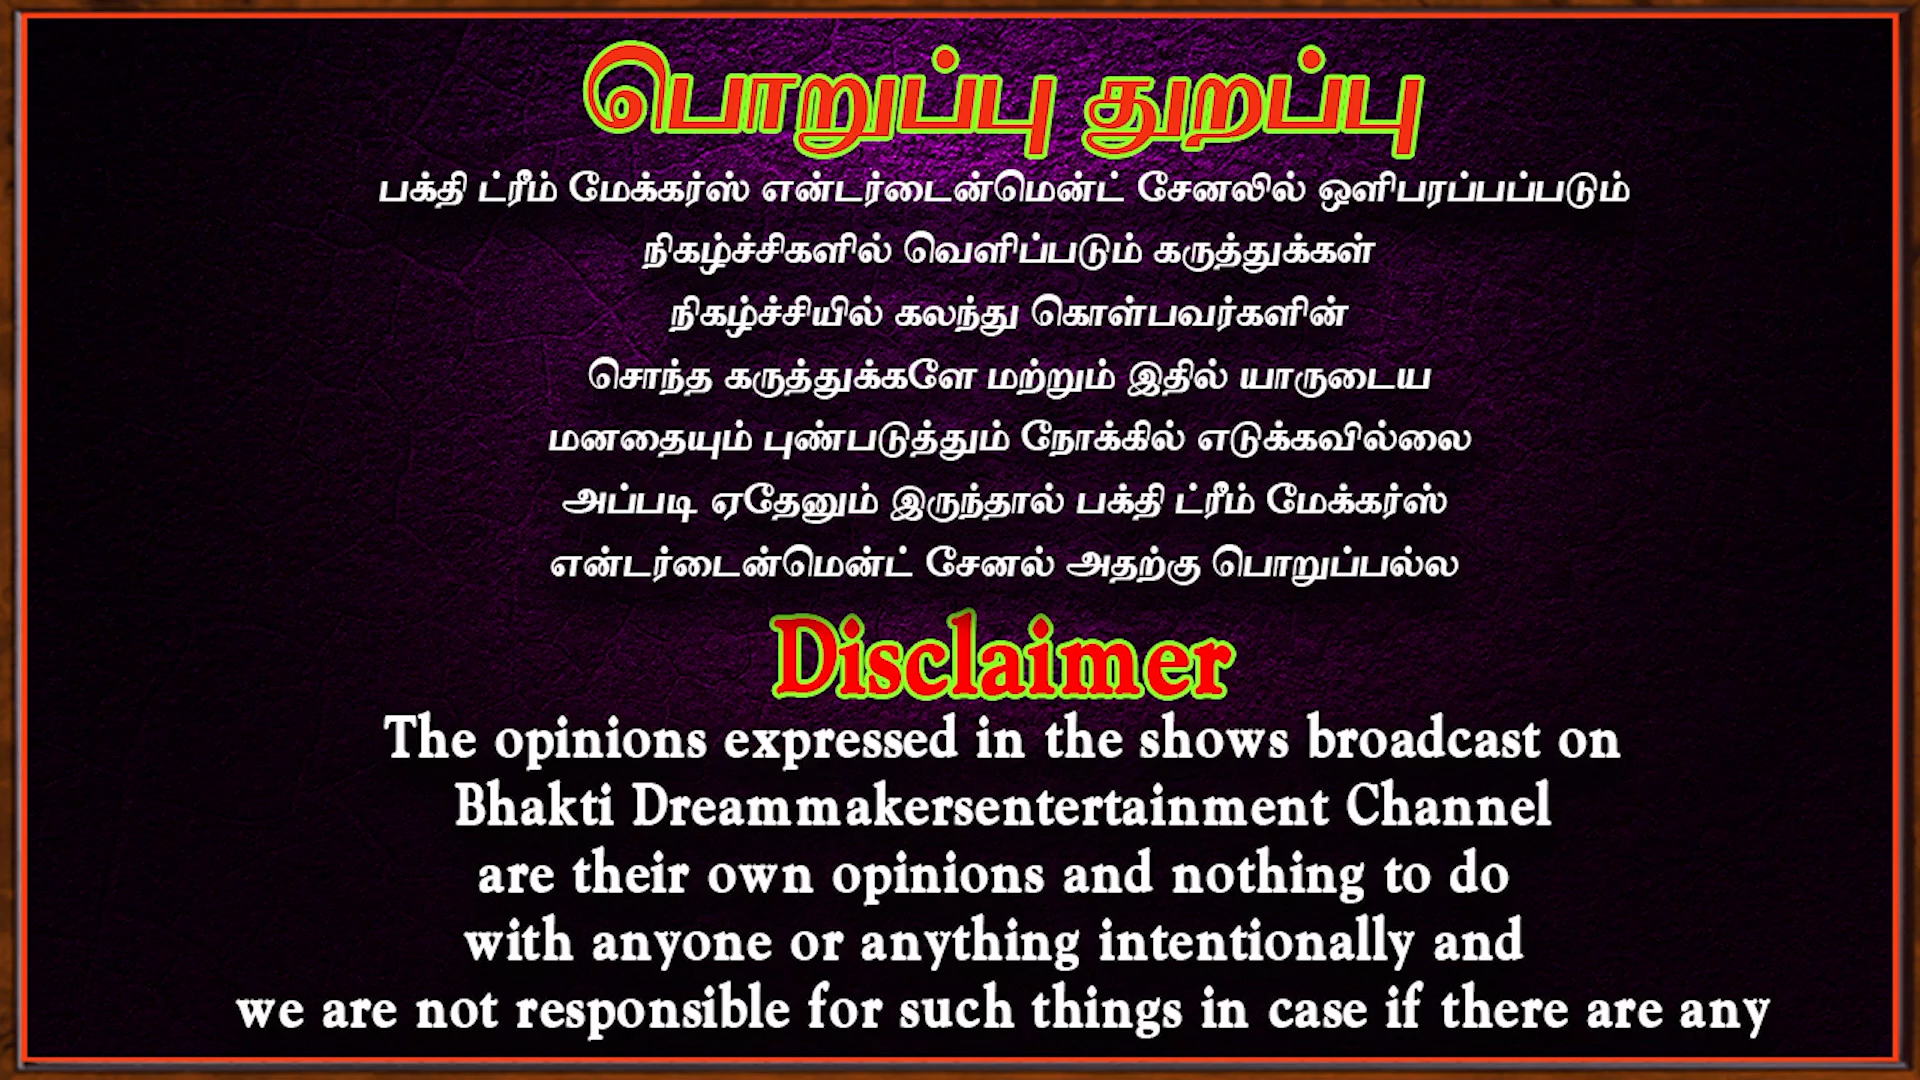 பொறுப்பு துறப்பு
பக்தி ட்ரீம் மேக்கர்ஸ் என்டர்டைன்மென்ட் சேனலில் ஒளிபரப்பப்படும்
நிகழ்ச்சிகளில் வெளிப்படும் கருத்துக்கள்
நிகழ்ச்சியில் கலந்து கொள்பவர்களின்
சொந்த கருத்துக்களே மற்றும் இதில் யாருடைய
மனதையும் புண்படுத்தும் நோக்கில் எடுக்கவில்லை
அப்படி ஏதேனும் இருந்தால் பக்தி ட்ரீம் மேக்கர்ஸ்
என்டர்டைன்மென்ட் சேனல் அதற்கு பொறுப்பல்ல
Disclaimer
The opinions expressed in the shows broadcast on
Bhakti Dreammakersentertainment Channel
are their own opinions and nothing to do
with anyone or anything intentionally and
we are not responsible for such things in case if there are any